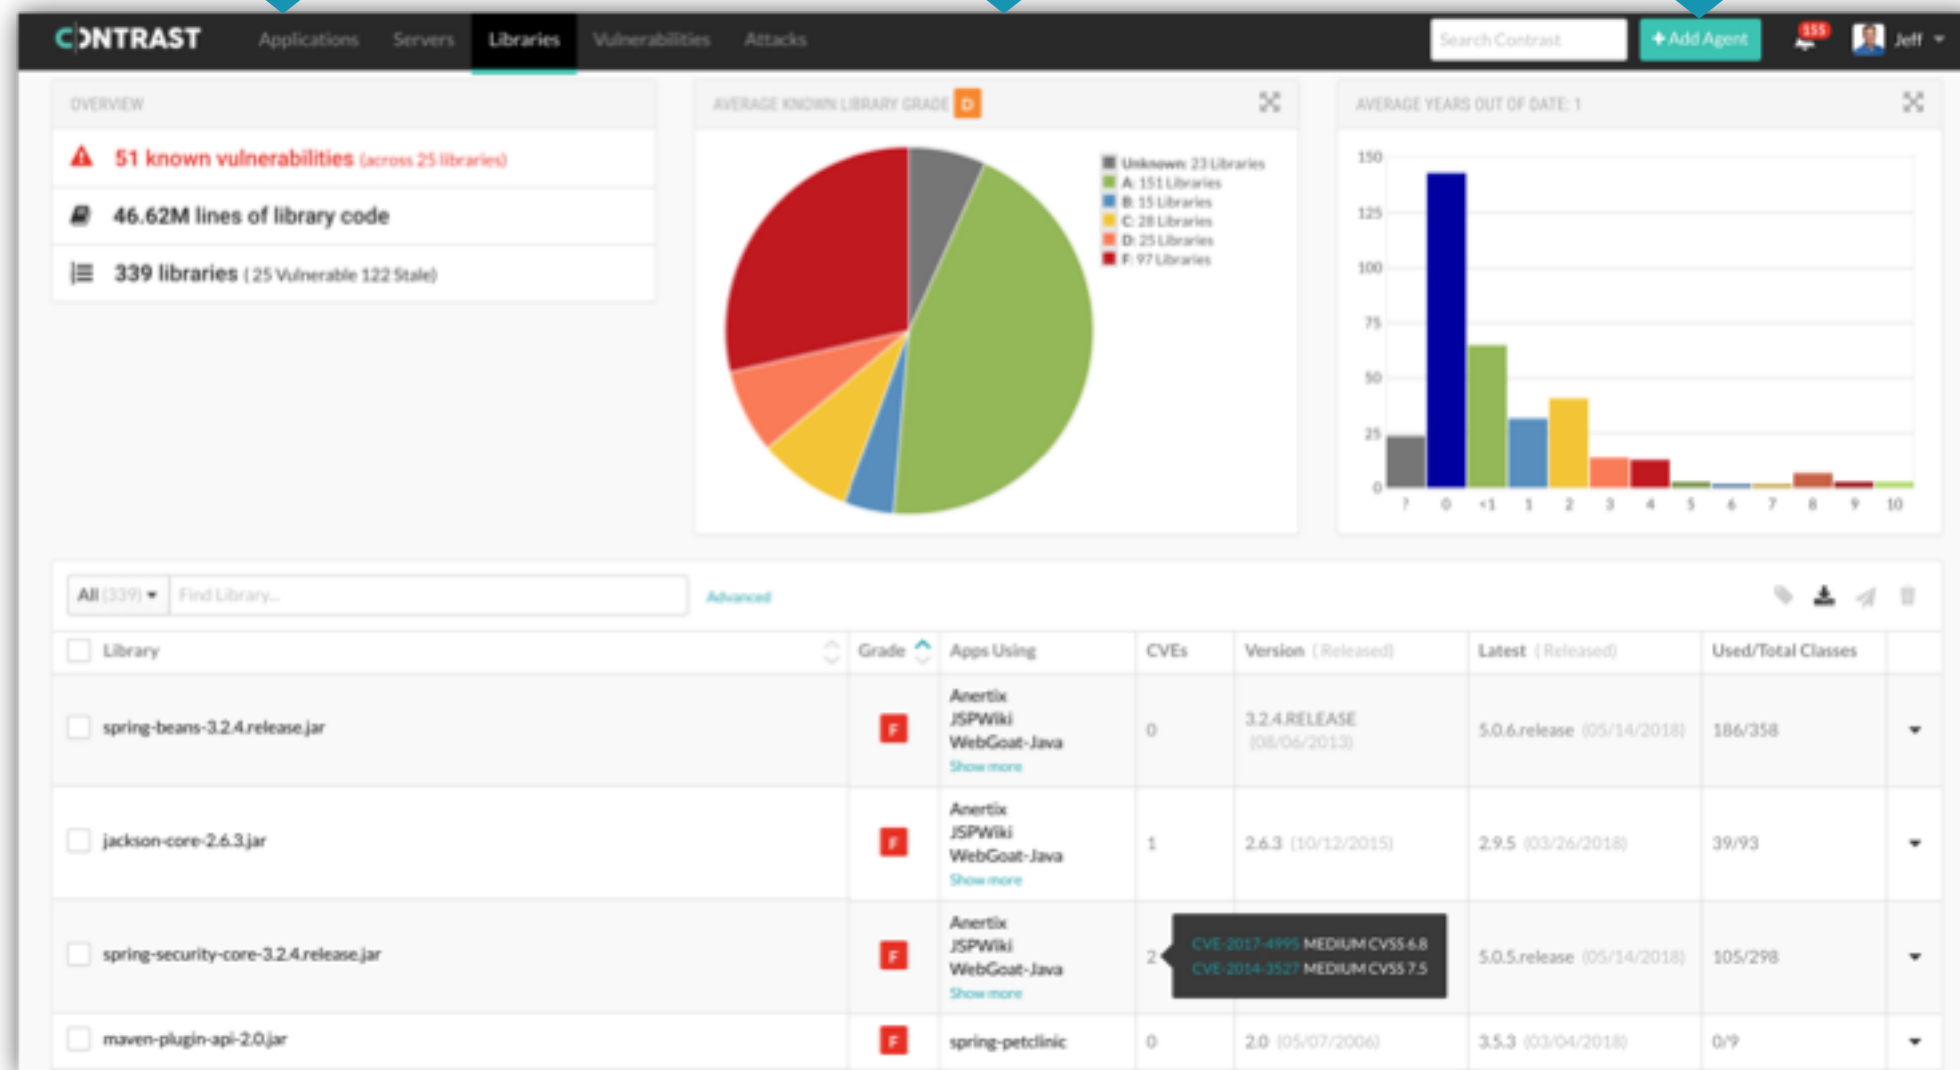 CONTRAST Applications Servers Libraries Vulnerabilities Attacks Search Contrast +Add Agent 155 Jeff
OVERVIEW
51 known vulnerabilities (across 25 libraries)
46.62M lines of library code
339 libraries ( 25 Vulnerable 122 Stale)
AVERAGE KNOWN LIBRARY GRADE D
Unknown: 23 Libraries
A: 151 Libraries
B: 15 Libraries
C: 28 Libraries
D: 25 Libraries
F: 97 Libraries
AVERAGE YEARS OUT OF DATE: 1
150
125
100
75
50
25
0
? 0 <1 1 2 3 4 5 6 7 8 9 10
All (339) Find Library... Advanced
Library Grade Apps Using CVEs Version (Released) Latest (Released) Used/Total Classes
spring-beans-3.2.4.release.jar F
Anertix
JSPWiki
WebGoat-Java
Show more
0
3.2.4.RELEASE
(08/06/2013)
5.0.6.release (05/14/2018) 186/358
jackson-core-2.6.3.jar F
Anertix
JSPWiki
WebGoat-Java
Show more
1 2.6.3 (10/12/2015) 2.9.5 (03/26/2018) 39/93
spring-security-core-3.2.4.release.jar F
Anertix
JSPWiki
WebGoat-Java
Show more
2
CVE-2017-4995 MEDIUM CVSS 6.8
CVE-2014-3527 MEDIUM CVSS 7.5
5.0.5.release (05/14/2018) 105/298
maven-plugin-api-2.0.jar F spring-petclinic 0 2.0 (05/07/2006) 3.5.3 (03/04/2018) 0/9